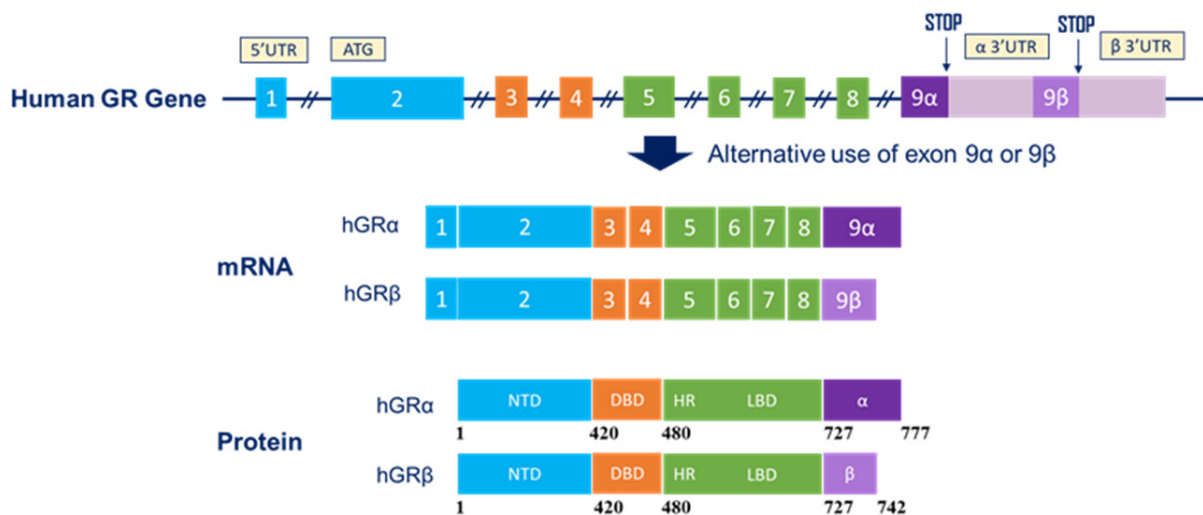 STOP STOP
5'UTR ATG α 3'UTR β 3'UTR
Human GR Gene 1 2 3 4 5 6 7 8 9α 9β
Alternative use of exon 9α or 9β
hGRα 1 2 3 4 5 6 7 8 9α
mRNA
hGRβ 1 2 3 4 5 6 7 8 9β
hGRα NTD DBD HR LBD α
1 420 480 727 777
Protein
hGRβ NTD DBD HR LBD β
1 420 480 727 742